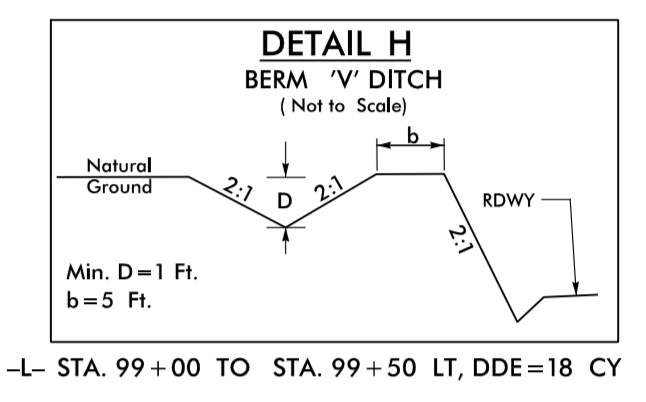 DETAIL H
BERM 'V' DITCH
( Not to Scale)
b
Natural
Ground
2:1
D
2:1
RDWY
2:1
Min. D=1 Ft.
b=5 Ft.
–L– STA. 99+00 TO STA. 99+50 LT, DDE=18 CY